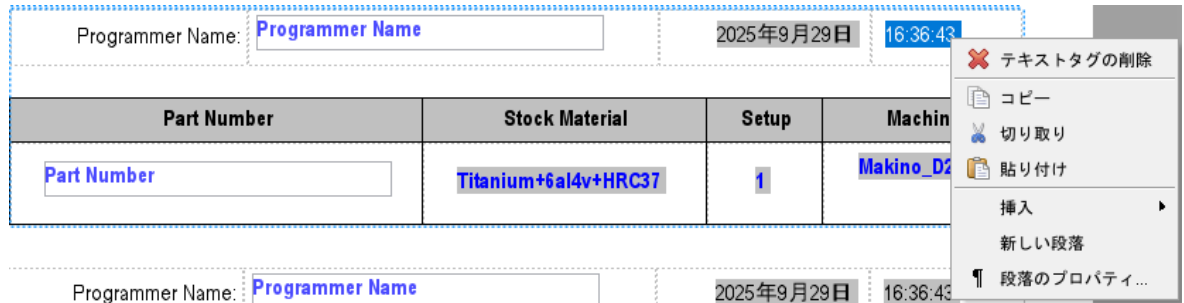 Programmer Name: Programmer Name 2025年9月29日 16:36:43
テキストタグの削除
コピー
切り取り
貼り付け
挿入
新しい段落
段落のプロパティ...
Part Number Stock Material Setup Machin
Part Number Titanium+6al4v+HRC37 1 Makino_D2
Programmer Name: Programmer Name 2025年9月29日 16:36:43